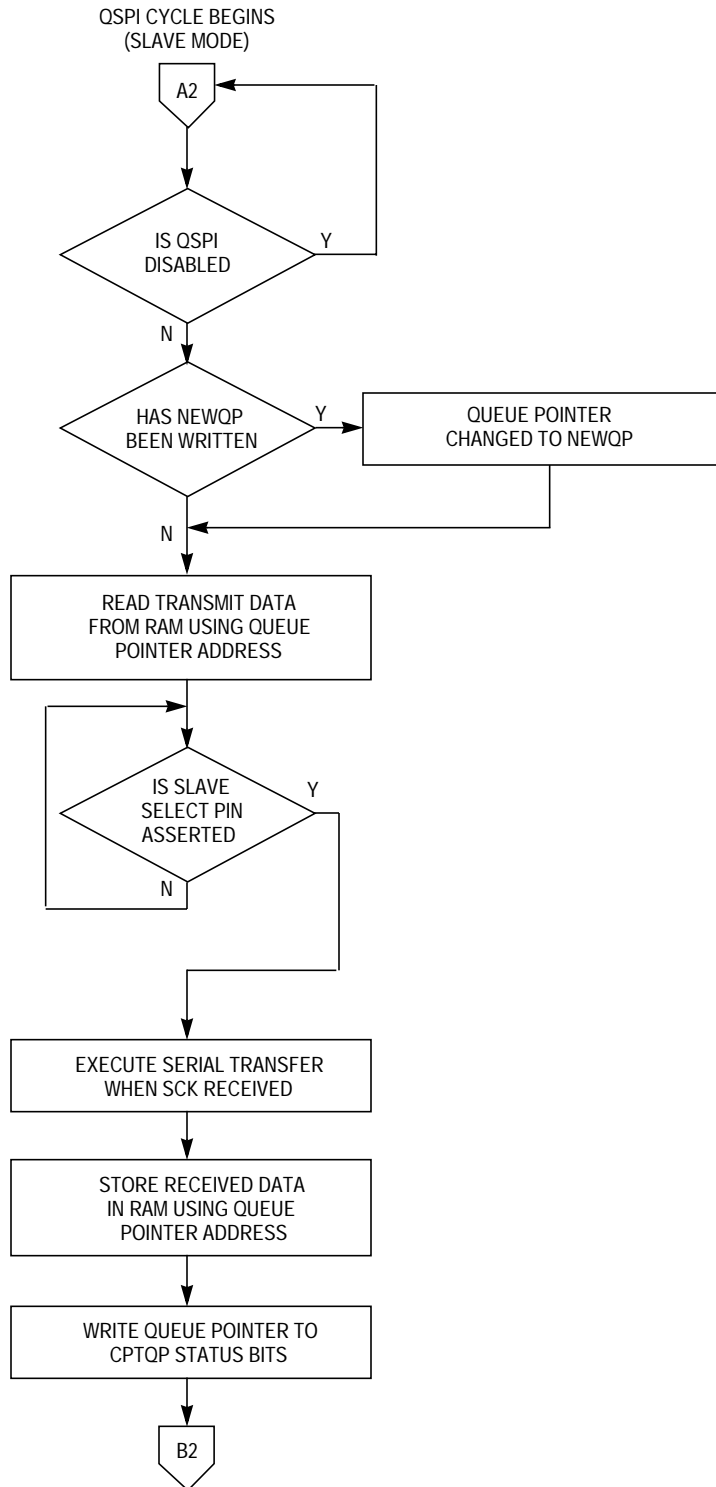 QSPI CYCLE BEGINS
(SLAVE MODE)
A2
IS QSPI
DISABLED
Y
N
HAS NEWQP
BEEN WRITTEN
Y
QUEUE POINTER
CHANGED TO NEWQP
N
READ TRANSMIT DATA
FROM RAM USING QUEUE
POINTER ADDRESS
IS SLAVE
SELECT PIN
ASSERTED
Y
N
EXECUTE SERIAL TRANSFER
WHEN SCK RECEIVED
STORE RECEIVED DATA
IN RAM USING QUEUE
POINTER ADDRESS
WRITE QUEUE POINTER TO
CPTQP STATUS BITS
B2